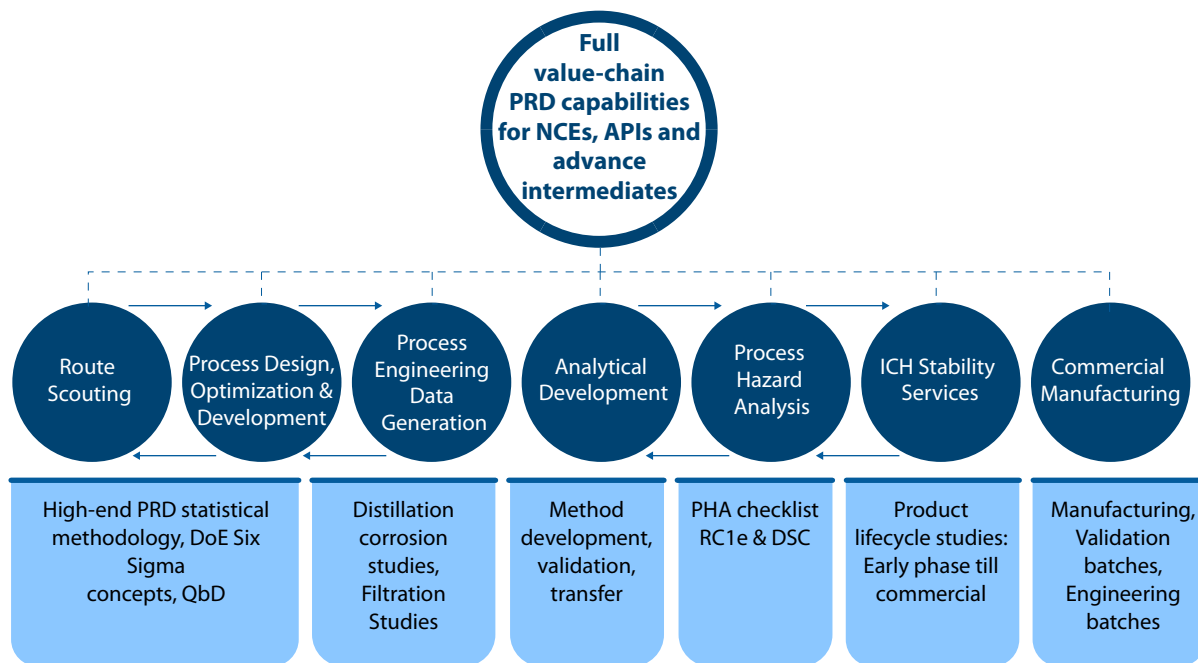 Full
value-chain
PRD capabilities
for NCEs, APIs and
advance
intermediates
Route
Scouting
Process Design,
Optimization &
Development
Process
Engineering
Data
Generation
Analytical
Development
Process
Hazard
Analysis
ICH Stability
Services
Commercial
Manufacturing
High-end PRD statistical
methodology, DoE Six
Sigma
concepts, QbD
Distillation
corrosion
studies,
Filtration
Studies
Method
development,
validation,
transfer
PHA checklist
RC1e & DSC
Product
lifecycle studies:
Early phase till
commercial
Manufacturing,
Validation
batches,
Engineering
batches